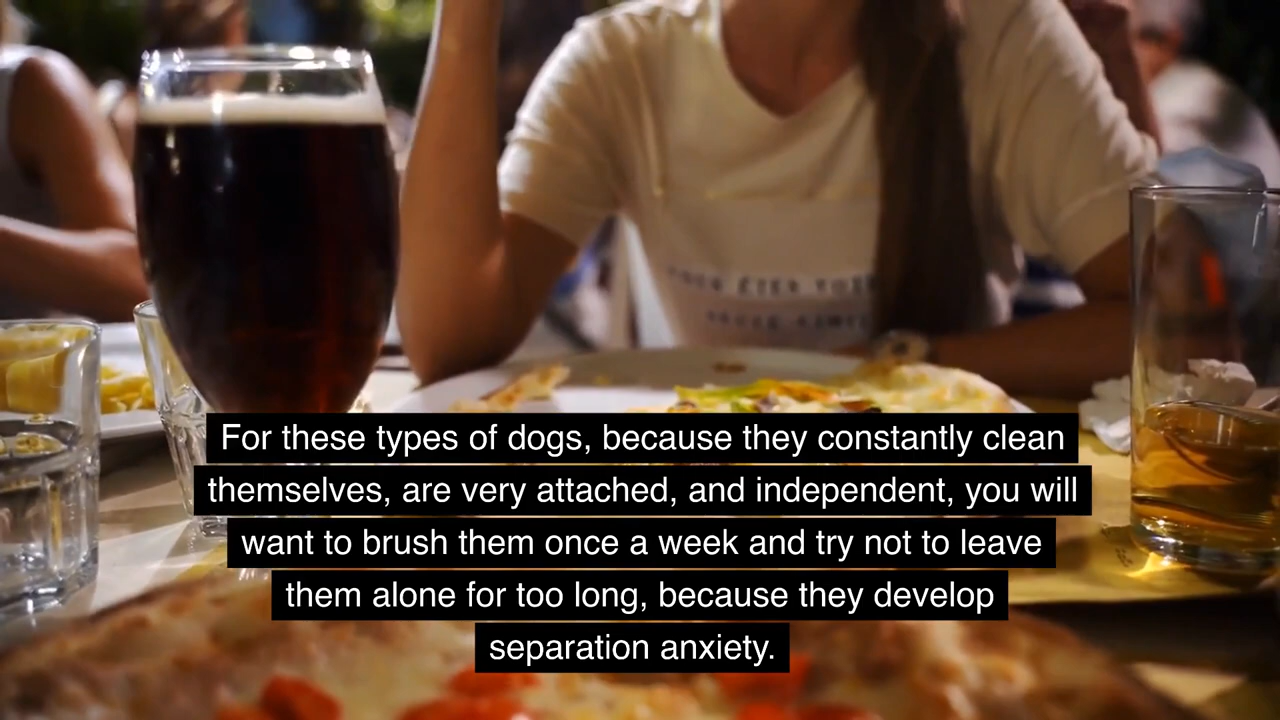 For these types of dogs, because they constantly clean
themselves, are very attached, and independent, you will
want to brush them once a week and try not to leave
them alone for too long, because they develop
separation anxiety.